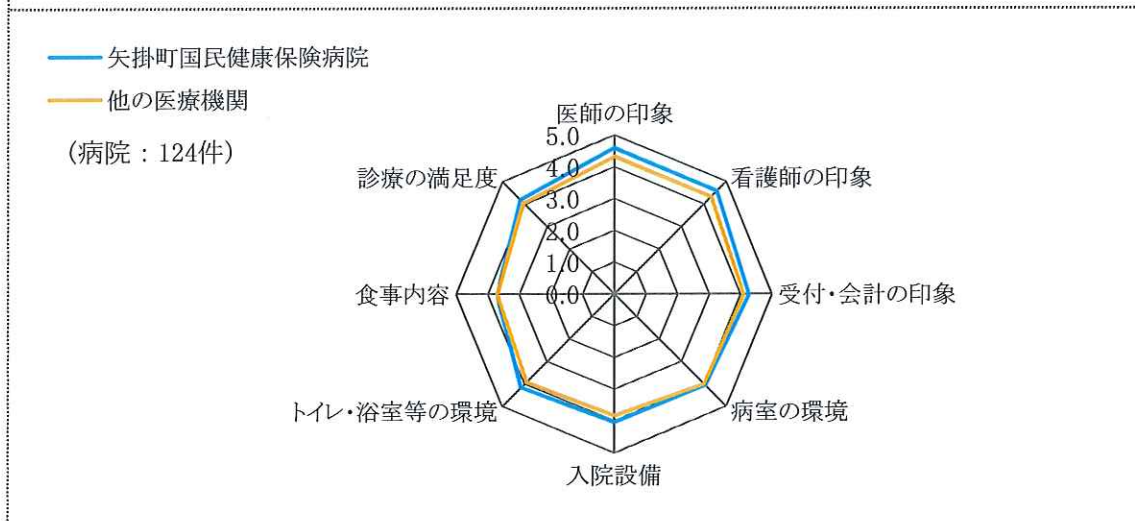 矢掛町国民健康保険病院
他の医療機関
(病院：124件)
医師の印象
5.0
4.0
3.0
2.0
1.0
0.0
看護師の印象
受付・会計の印象
病室の環境
入院設備
トイレ・浴室等の環境
食事内容
診療の満足度